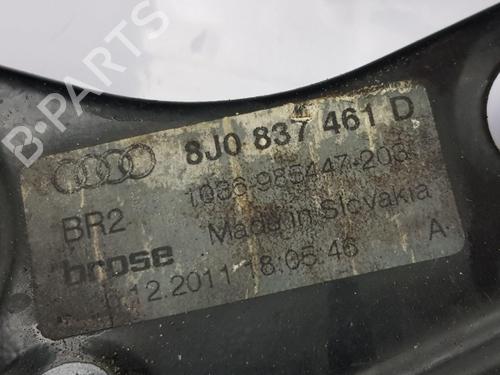 B-PARTS
8J0 837 461 D
1036-985447-203
BR2
Made in Slovakia
brose
.12.2011 18:05:46 A